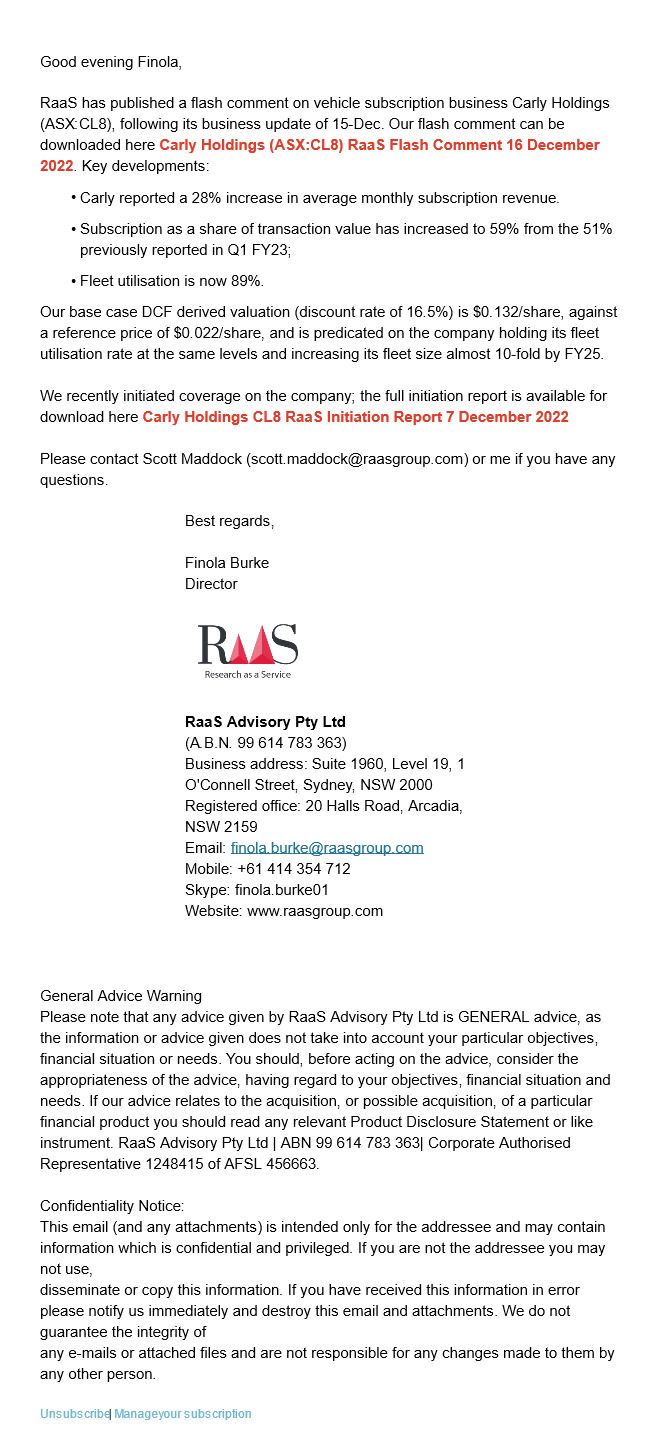 Good evening Finola,
RaaS has published a flash comment on vehicle subscription business Carly Holdings
(ASX:CL8), following its business update of 15-Dec. Our flash comment can be
downloaded here Carly Holdings (ASX:CL8) RaaS Flash Comment 16 December
2022. Key developments:
• Carly reported a 28% increase in average monthly subscription revenue.
• Subscription as a share of transaction value has increased to 59% from the 51%
previously reported in Q1 FY23;
• Fleet utilisation is now 89%.
Our base case DCF derived valuation (discount rate of 16.5%) is $0.132/share, against
a reference price of $0.022/share, and is predicated on the company holding its fleet
utilisation rate at the same levels and increasing its fleet size almost 10-fold by FY25.
We recently initiated coverage on the company; the full initiation report is available for
download here Carly Holdings CL8 RaaS Initiation Report 7 December 2022
Please contact Scott Maddock (scott.maddock@raasgroup.com) or me if you have any
questions.
Best regards,
Finola Burke
Director
RAAS
Research as a Service
RaaS Advisory Pty Ltd
(A.B.N. 99 614 783 363)
Business address: Suite 1960, Level 19, 1
O'Connell Street, Sydney, NSW 2000
Registered office: 20 Halls Road, Arcadia,
NSW 2159
Email: finola.burke@raasgroup.com
Mobile: +61 414 354 712
Skype: finola.burke01
Website: www.raasgroup.com
General Advice Warning
Please note that any advice given by RaaS Advisory Pty Ltd is GENERAL advice, as
the information or advice given does not take into account your particular objectives,
financial situation or needs. You should, before acting on the advice, consider the
appropriateness of the advice, having regard to your objectives, financial situation and
needs. If our advice relates to the acquisition, or possible acquisition, of a particular
financial product you should read any relevant Product Disclosure Statement or like
instrument. RaaS Advisory Pty Ltd | ABN 99 614 783 363| Corporate Authorised
Representative 1248415 of AFSL 456663.
Confidentiality Notice:
This email (and any attachments) is intended only for the addressee and may contain
information which is confidential and privileged. If you are not the addressee you may
not use,
disseminate or copy this information. If you have received this information in error
please notify us immediately and destroy this email and attachments. We do not
guarantee the integrity of
any e-mails or attached files and are not responsible for any changes made to them by
any other person.
Unsubscribe| Manageyour subscription